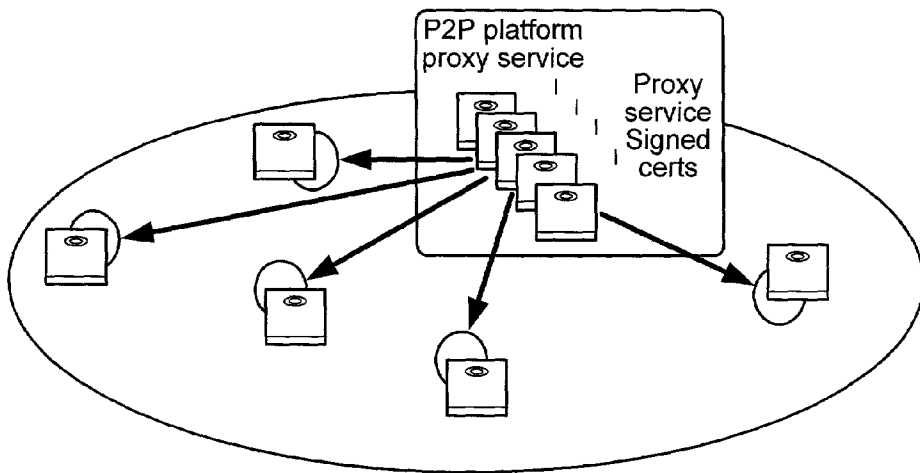 P2P platform
proxy service
Proxy
service
Signed
certs